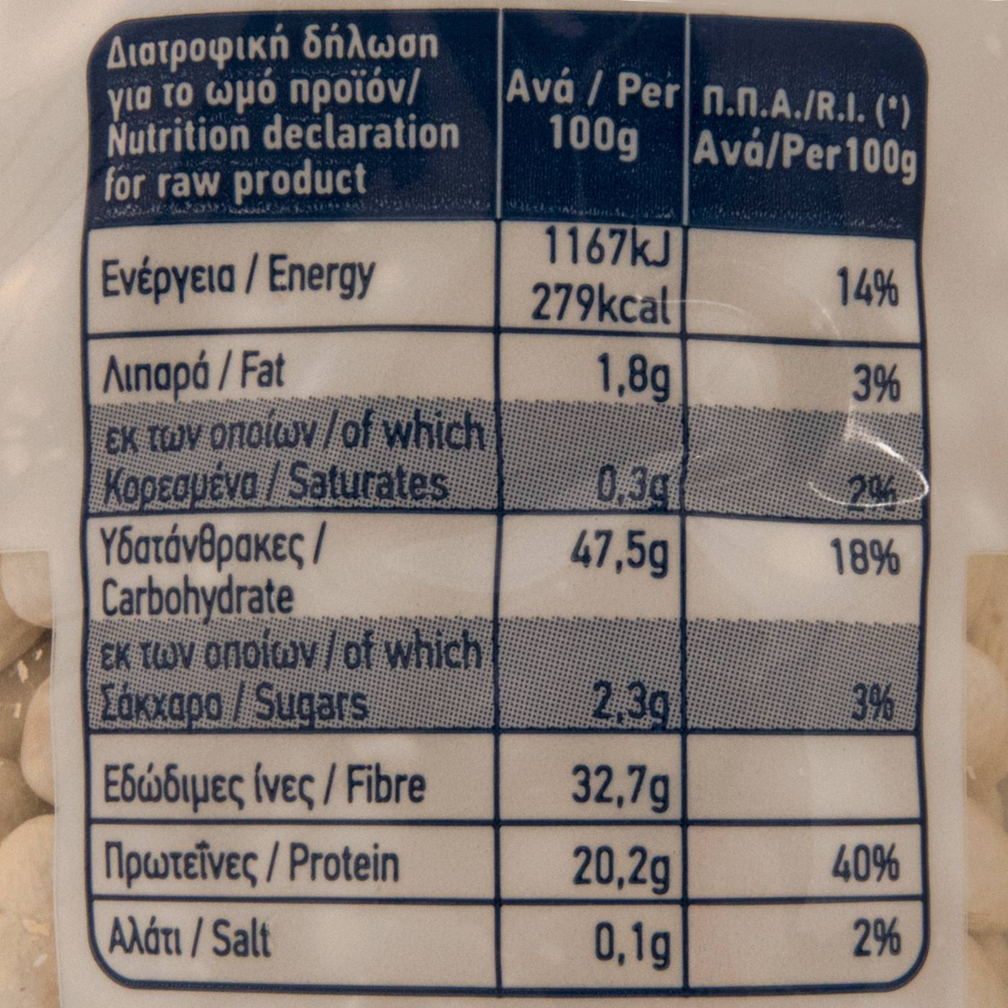 Διατροφική δήλωση
για το ωμό προϊόν/
Nutrition declaration
for raw product
Ανά / Per
100g
Π.Π.Α./R.I. (*)
Ανά/Per100g
Ενέργεια / Energy
1167kJ
279kcal
14%
Λιπαρά / Fat
1,8g
3%
εκ των οποίων / of which
Κορεσμένα / Saturates
0,3g
2%
Υδατάνθρακες /
Carbohydrate
47,5g
18%
εκ των οποίων / of which
Σάκχαρα / Sugars
2,3g
3%
Εδώδιμες ίνες / Fibre
32,7g
Πρωτεΐνες / Protein
20,2g
40%
Αλάτι / Salt
0,1g
2%